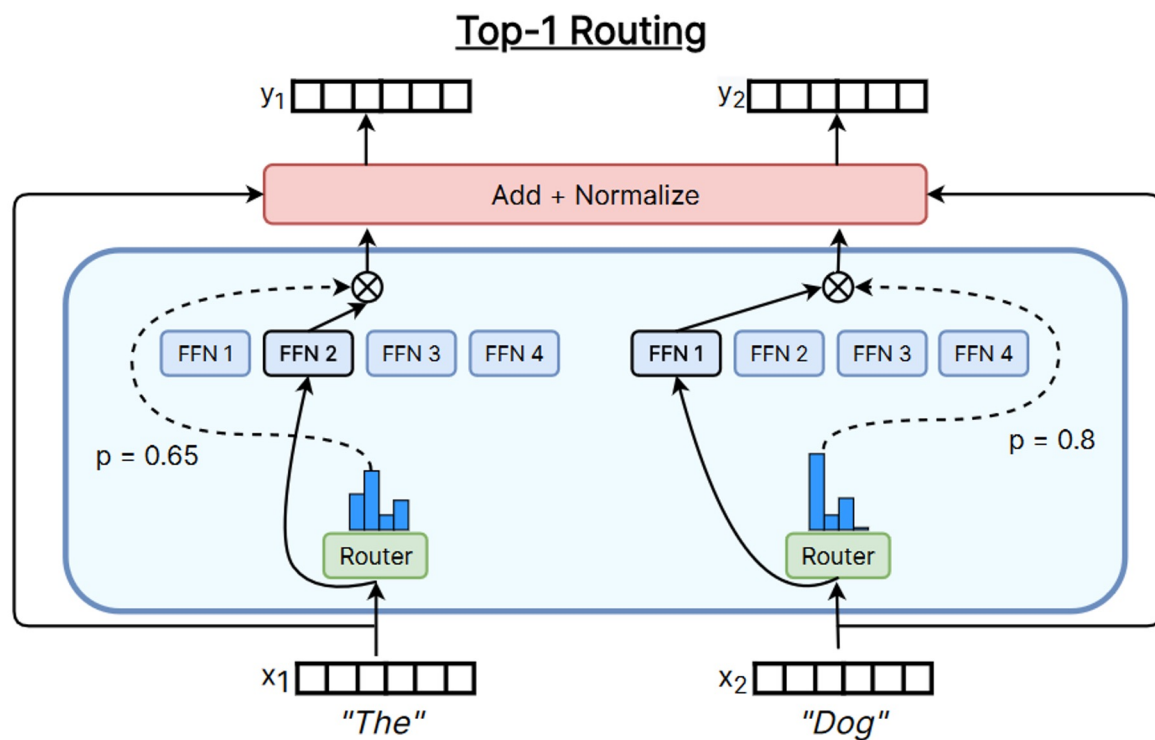 Top-1 Routing
y1 y2
Add + Normalize
FFN 1 FFN 2 FFN 3 FFN 4 FFN 1 FFN 2 FFN 3 FFN 4
p = 0.65 p = 0.8
Router Router
x1 x2
"The" "Dog"